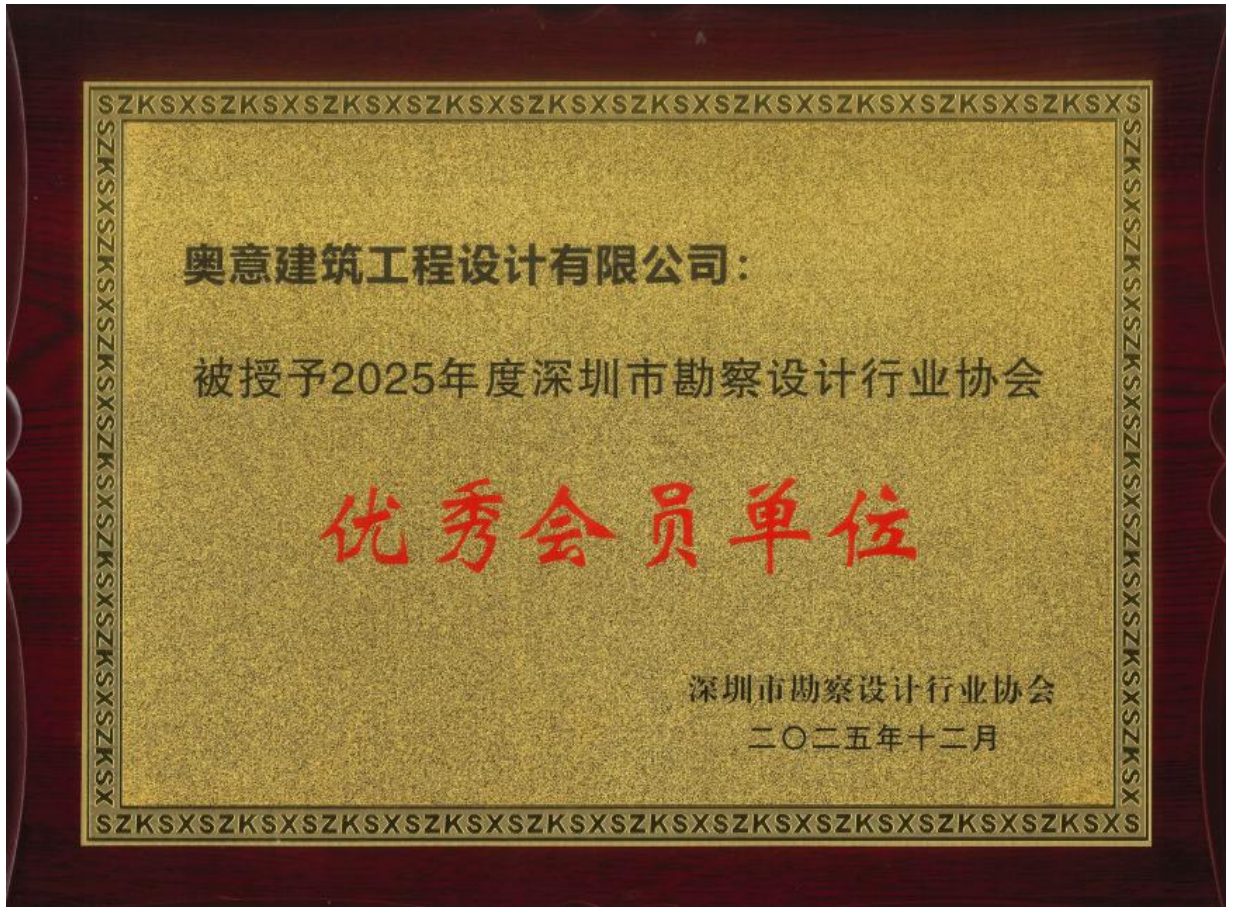 SZKSXSZKSXSZKSXSZKSXSZKSXSZKSXSZKSXSZKSXSZKSXSZKSXS
奥意建筑工程设计有限公司：
被授予2025年度深圳市勘察设计行业协会
优秀会员单位
深圳市勘察设计行业协会
二〇二五年十二月
SZKSXSZKSXSZKSXSZKSXSZKSXSZKSXSZKSXSZKSXSZKSXSZKSXS